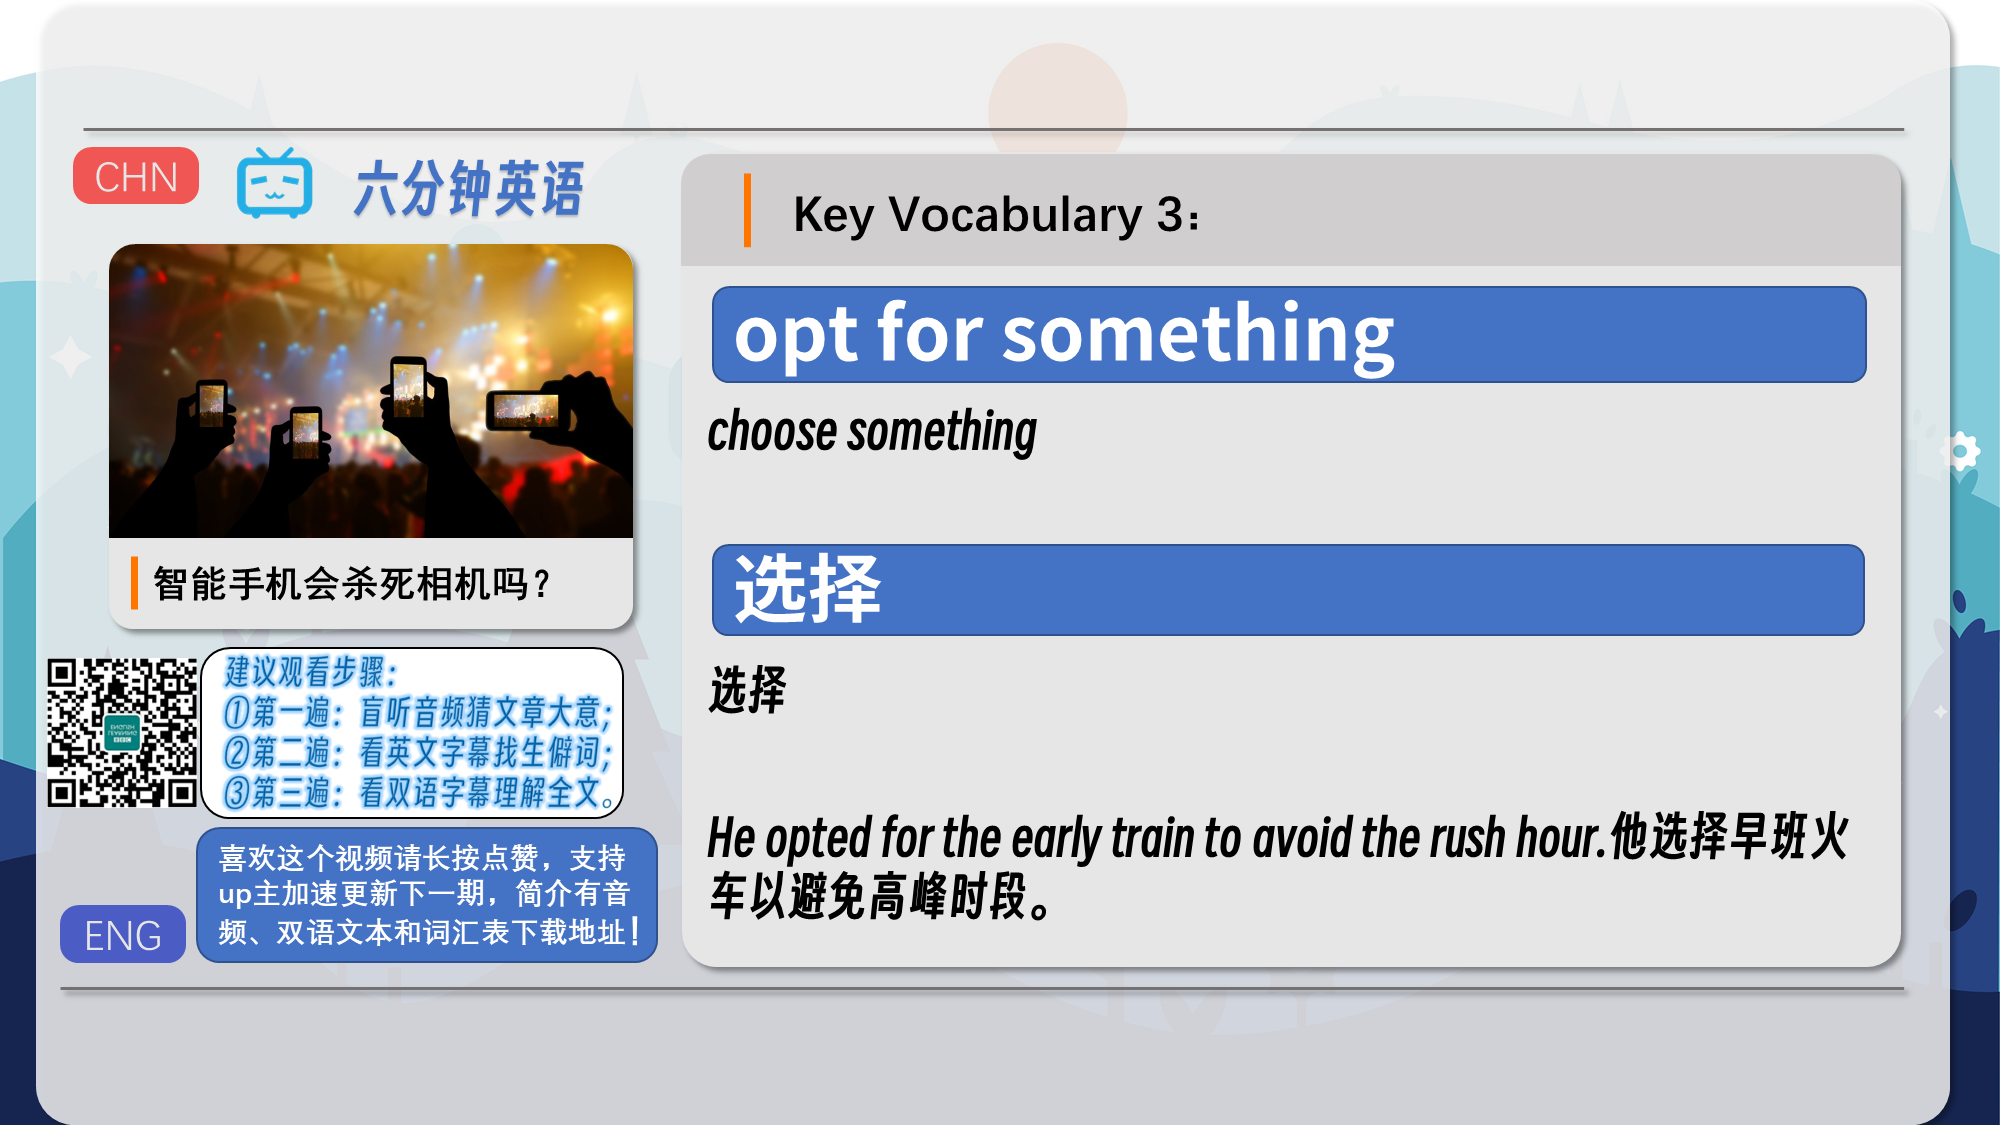 CHN
六分钟英语
智能手机会杀死相机吗?
建议观看步骤:
①第一遍:盲听音频猜文章大意;
②第二遍:看英文字幕找生僻词;
③第三遍:看双语字幕理解全文。
喜欢这个视频请长按点赞,支持
up主加速更新下一期,简介有音
频、双语文本和词汇表下载地址!
ENG
Key Vocabulary 3:
opt for something
choose something
选择
选择
He opted for the early train to avoid the rush hour.他选择早班火
车以避免高峰时段。